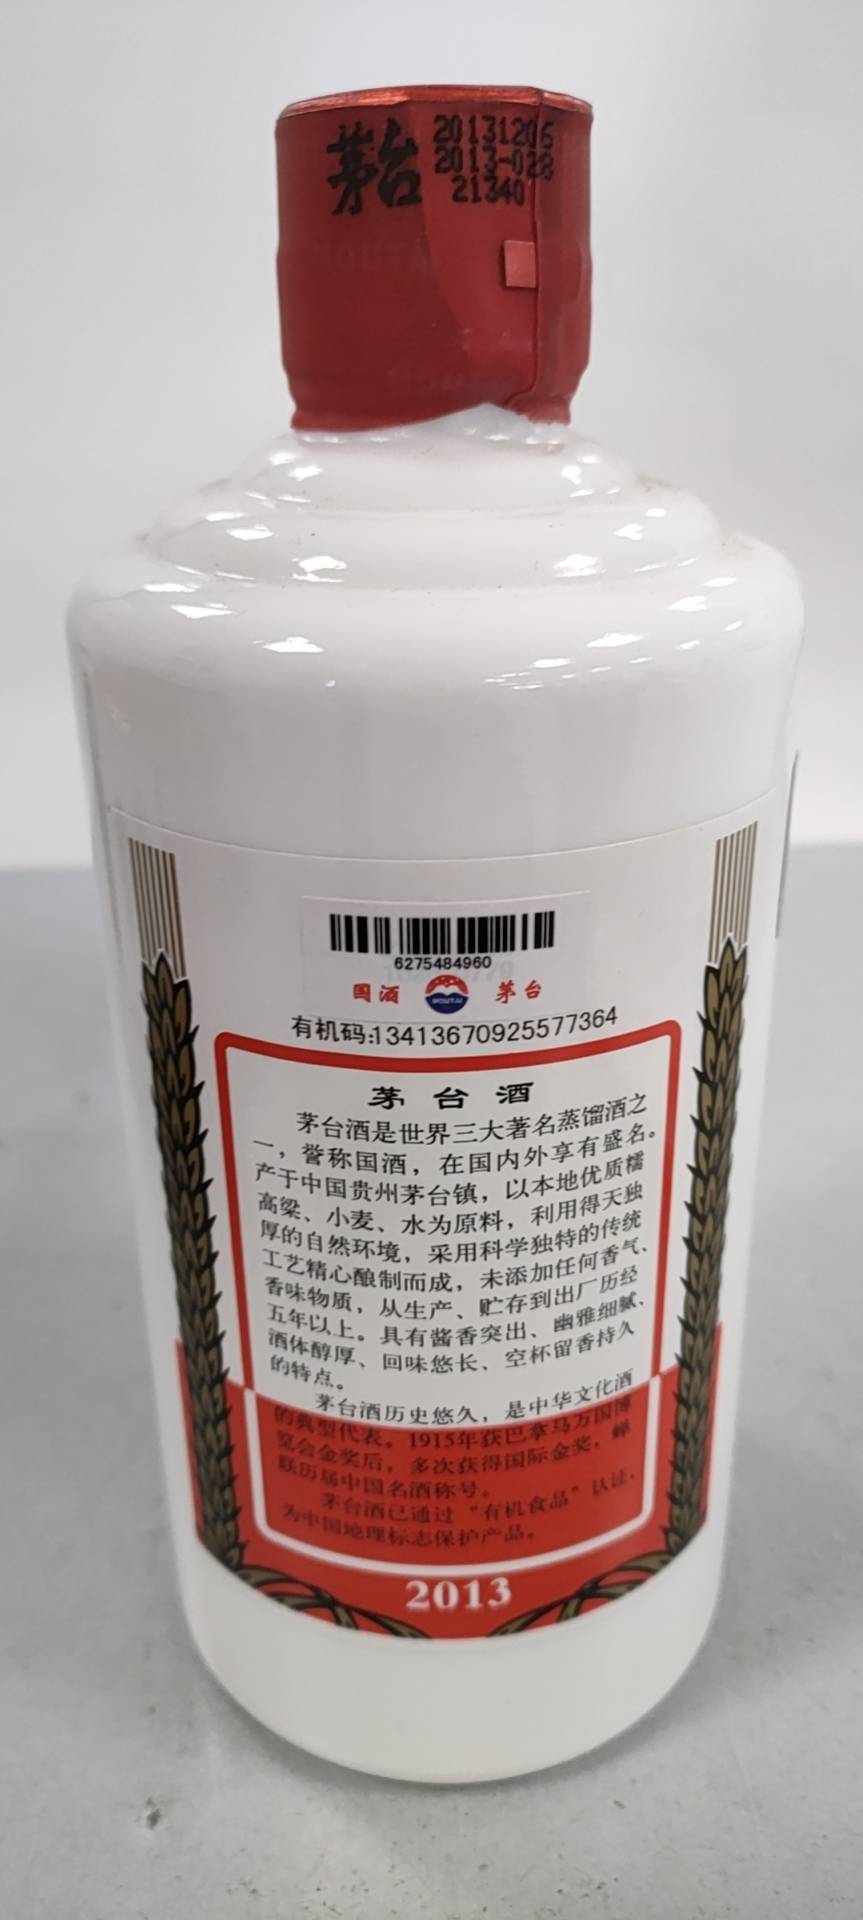 茅台
20131206
2013-028
21340
6275484960
国酒 MOUTAI 茅台
有机码:13413670925577364
茅台酒
茅台酒是世界三大著名蒸馏酒之
一，誉称国酒，在国内外享有盛名。
产于中国贵州茅台镇，以本地优质糯
高粱、小麦、水为原料，利用得天独
厚的自然环境，采用科学独特的传统
工艺精心酿制而成，未添加任何香气、
香味物质，从生产、贮存到出厂历经
五年以上。具有酱香突出、幽雅细腻、
酒体醇厚、回味悠长、空杯留香持久
的特点。
茅台酒历史悠久，是中华文化酒
的典型代表。1915年获巴拿马万国博
览会金奖后，多次获得国际金奖，蝉
联历届中国名酒称号。
茅台酒已通过“有机食品”认证，
为中国地理标志保护产品。
2013